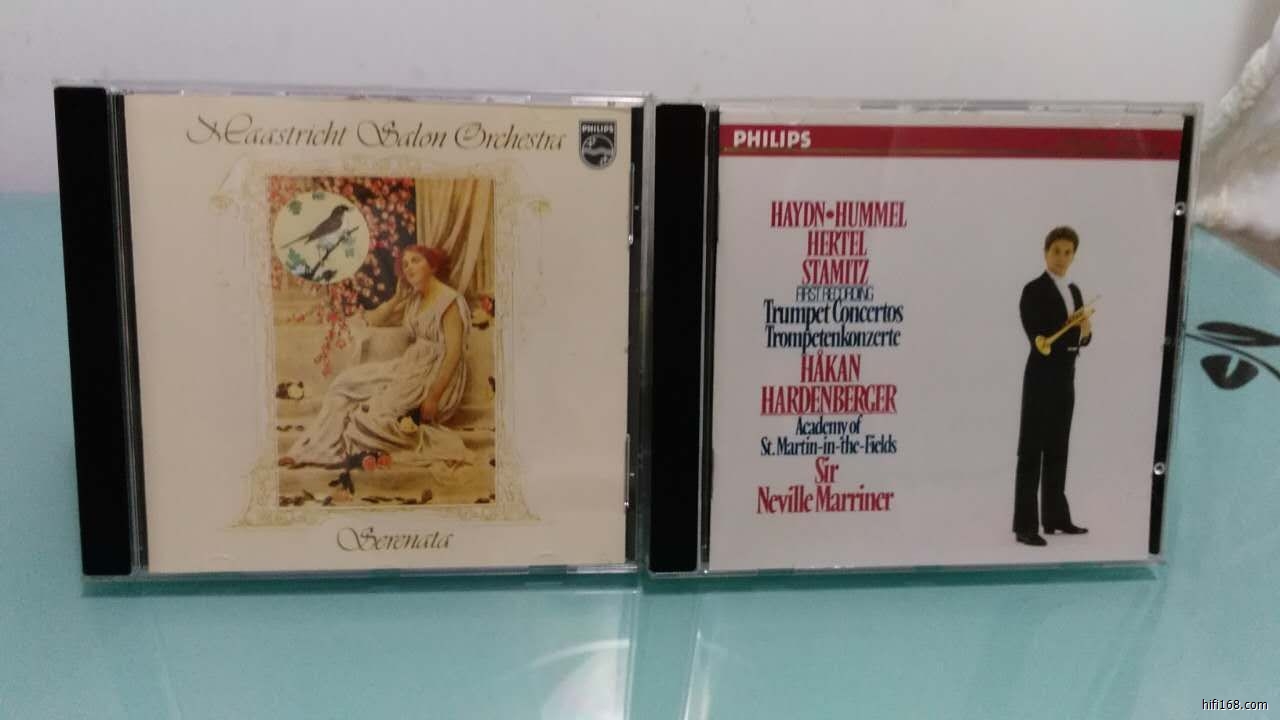 Maastricht Salon Orchestra
PHILIPS
Serenata
PHILIPS
HAYDN•HUMMEL
HERTEL
STAMITZ
FIRST RECORDING
Trumpet Concertos
Trompetenkonzerte
HÅKAN
HARDENBERGER
Academy of
St. Martin-in-the-Fields
Sir
Neville Marriner
hifi168.com